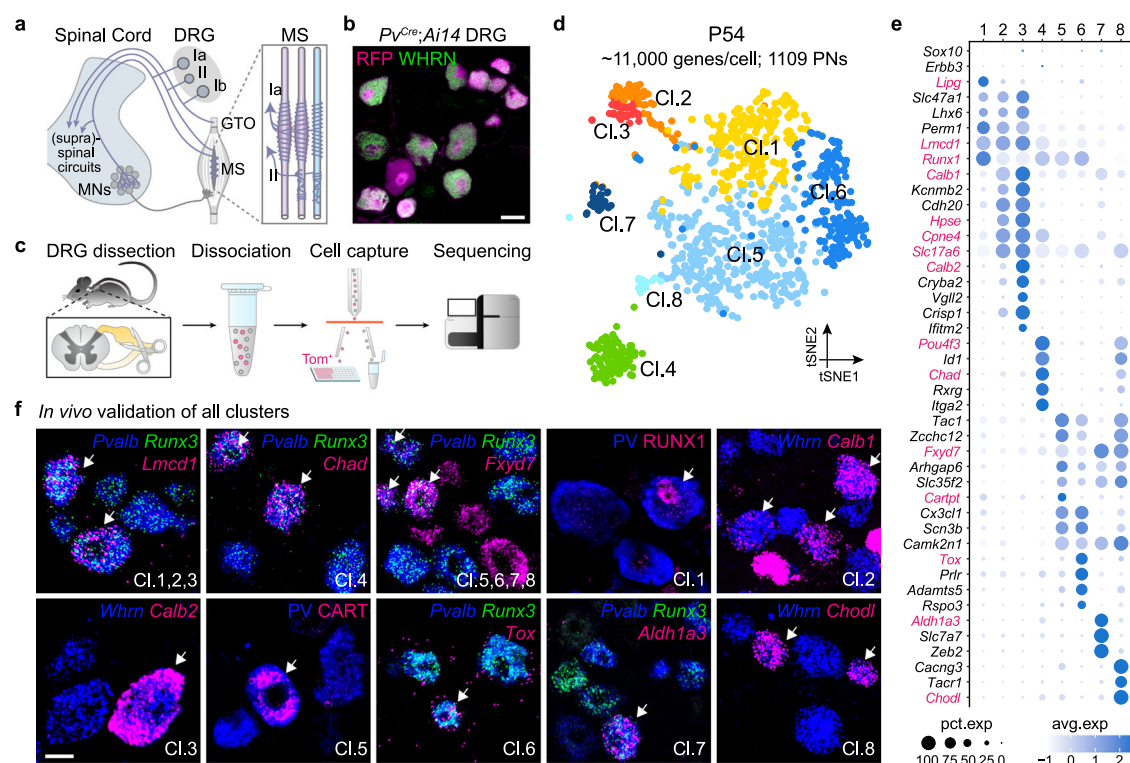 a
Spinal Cord
DRG
Ia
II
Ib
(supra)-
spinal
circuits
MNs
GTO
MS
MS
Ia
II
b
PvCre;Ai14 DRG
RFP WHRN
c
DRG dissection
Dissociation
Cell capture
Sequencing
Tom+
d
P54
~11,000 genes/cell; 1109 PNs
Cl.2
Cl.3
Cl.1
Cl.6
Cl.7
Cl.5
Cl.8
Cl.4
tSNE2
tSNE1
e
1 2 3 4 5 6 7 8
Sox10
Erbb3
Lipg
Slc47a1
Lhx6
Perm1
Lmcd1
Runx1
Calb1
Kcnmb2
Cdh20
Hpse
Cpne4
Slc17a6
Calb2
Cryba2
Vgll2
Crisp1
Ifitm2
Pou4f3
Id1
Chad
Rxrg
Itga2
Tac1
Zcchc12
Fxyd7
Arhgap6
Slc35f2
Cartpt
Cx3cl1
Scn3b
Camk2n1
Tox
Prlr
Adamts5
Rspo3
Aldh1a3
Slc7a7
Zeb2
Cacng3
Tacr1
Chodl
pct.exp
100 75 50 25 0
avg.exp
−1 0 1 2
f
In vivo validation of all clusters
Pvalb Runx3
Lmcd1
Cl.1,2,3
Pvalb Runx3
Chad
Cl.4
Pvalb Runx3
Fxyd7
Cl.5,6,7,8
PV RUNX1
Cl.1
Whrn Calb1
Cl.2
Whrn Calb2
Cl.3
PV CART
Cl.5
Pvalb Runx3
Tox
Cl.6
Pvalb Runx3
Aldh1a3
Cl.7
Whrn Chodl
Cl.8